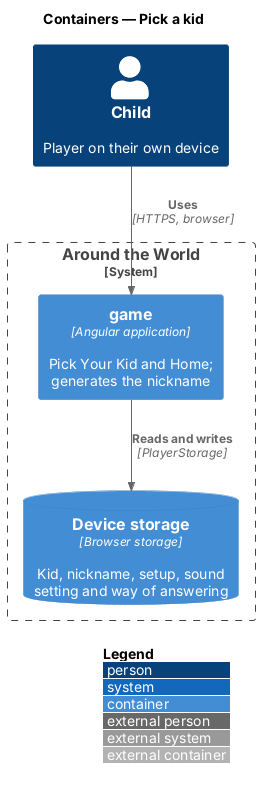 Containers — Pick a kid
Child
Player on their own device
Uses
[HTTPS, browser]
Around the World
[System]
game
[Angular application]
Pick Your Kid and Home;
generates the nickname
Reads and writes
[PlayerStorage]
Device storage
[Browser storage]
Kid, nickname, setup, sound
setting and way of answering
Legend
person
system
container
external person
external system
external container